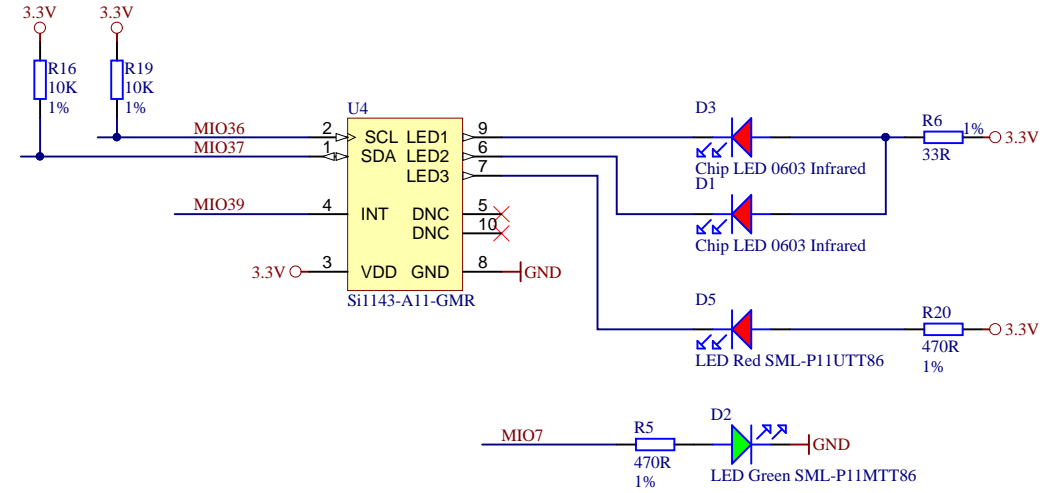 3.3V
3.3V
R16
10K
1%
R19
10K
1%
U4
MIO36
2
SCL
LED1
9
MIO37
1
SDA
LED2
6
LED3
7
MIO39
4
INT
DNC
5
DNC
10
3.3V
3
VDD
GND
8
GND
Si1143-A11-GMR
D3
Chip LED 0603 Infrared
D1
Chip LED 0603 Infrared
R6
1%
33R
3.3V
D5
LED Red SML-P11UTT86
R20
470R
1%
3.3V
MIO7
R5
470R
1%
D2
GND
LED Green SML-P11MTT86